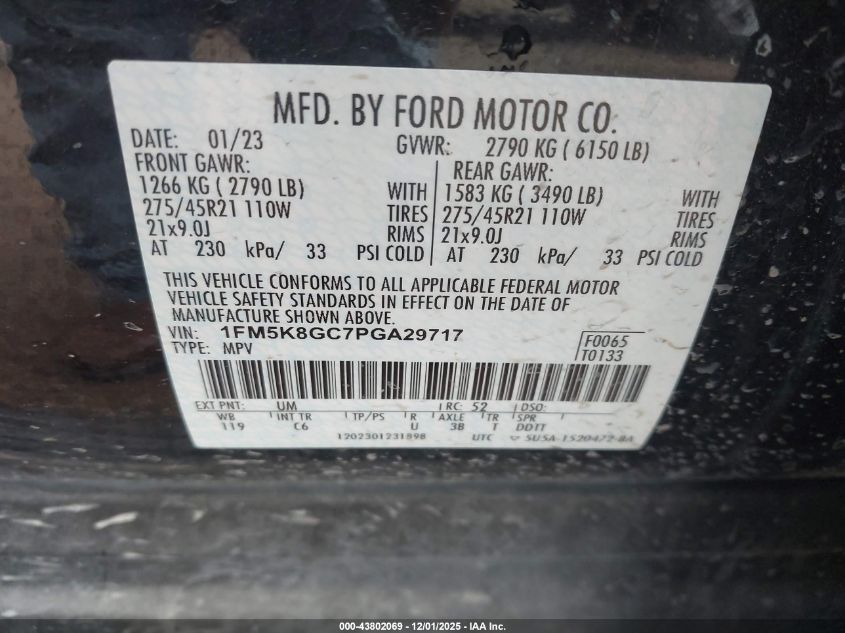 MFD. BY FORD MOTOR CO.
DATE: 01/23 GVWR: 2790 KG ( 6150 LB)
FRONT GAWR: REAR GAWR:
1266 KG ( 2790 LB) WITH 1583 KG ( 3490 LB) WITH
275/45R21 110W TIRES 275/45R21 110W TIRES
21x9.0J RIMS 21x9.0J RIMS
AT 230 kPa/ 33 PSI COLD AT 230 kPa/ 33 PSI COLD
THIS VEHICLE CONFORMS TO ALL APPLICABLE FEDERAL MOTOR
VEHICLE SAFETY STANDARDS IN EFFECT ON THE DATE OF
MANUFACTURE SHOWN ABOVE.
VIN: 1FM5K8GC7PGA29717 F0065
TYPE: MPV T0133
EXT PNT: UM RC: 52 DSO:
WB INT TR TP/PS R AXLE TR SPR
119 C6 U 3B T DDTT
1202301231898 UTC
000-43802069 - 12/01/2025 - IAA Inc.